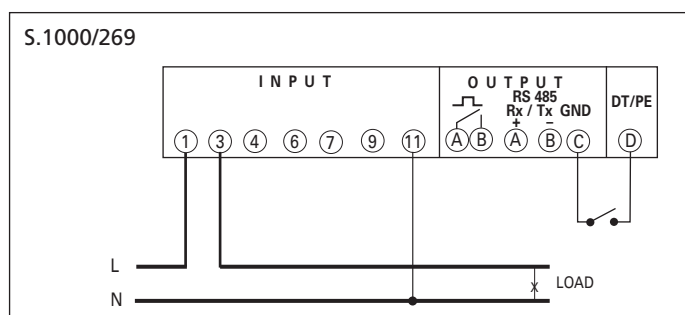 S.1000/269
INPUT
OUTPUT
RS 485
Rx / Tx GND
+ –
DT/PE
1 3 4 6 7 9 11 A B A B C D
L
LOAD
x
N